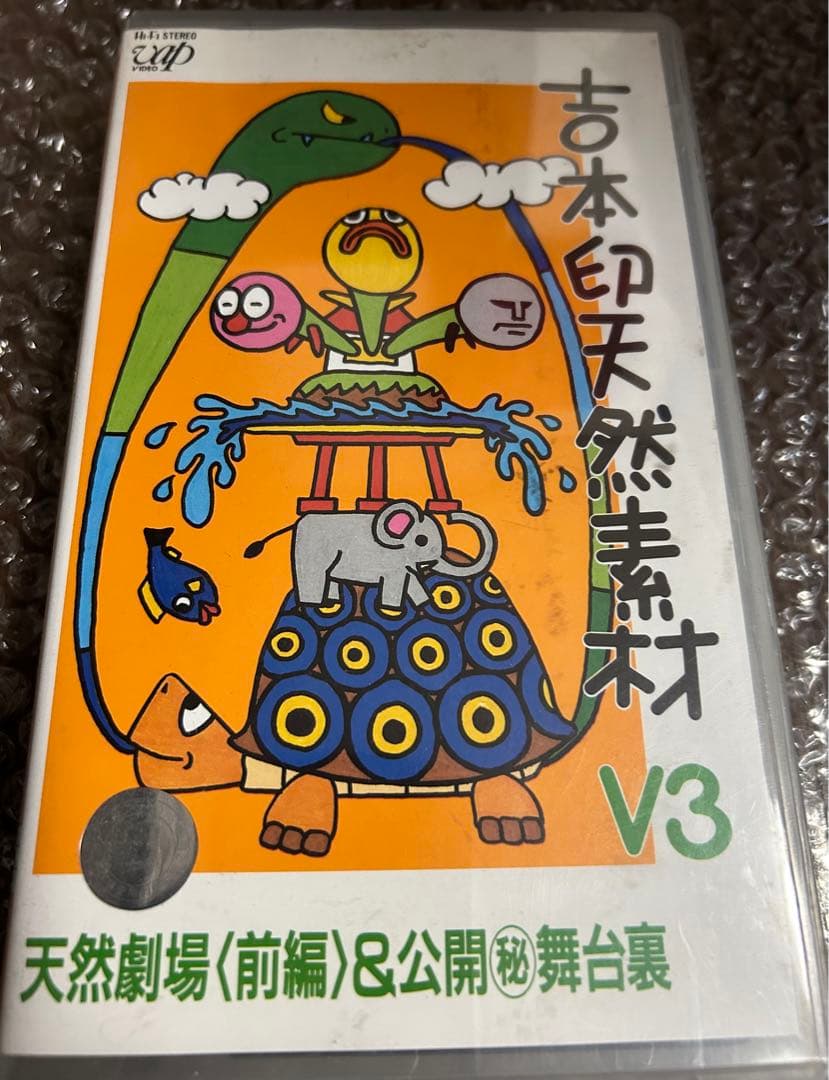 Hi-Fi STEREO
vap
VIDEO
吉本印天然素材
V3
天然劇場〈前編〉&公開㊙舞台裏